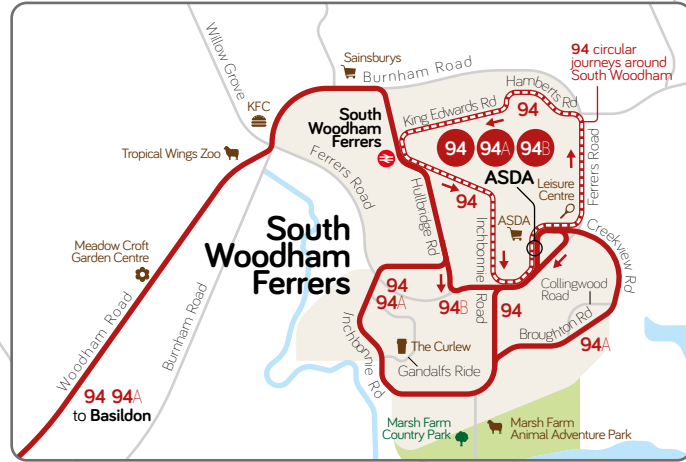 Sainsburys
Burnham Road
94 circular
journeys around
South Woodham
Willow Grove
KFC
Hamberts Rd
King Edwards Rd
94
South
Woodham
Ferrers
94 94A 94B
Tropical Wings Zoo
ASDA
Leisure
Centre
Ferrers Road
Ferrers Road
94
Hullbridge Rd
ASDA
South
Woodham
Ferrers
Inchbonnie Road
Creekview Rd
Meadow Croft
Garden Centre
94
94A
94B
94
Collingwood
Road
Broughton Rd
94A
Woodham Road
Burnham Road
Inchbonnie Rd
The Curlew
Gandalfs Ride
94 94A
to Basildon
Marsh Farm
Country Park
Marsh Farm
Animal Adventure Park